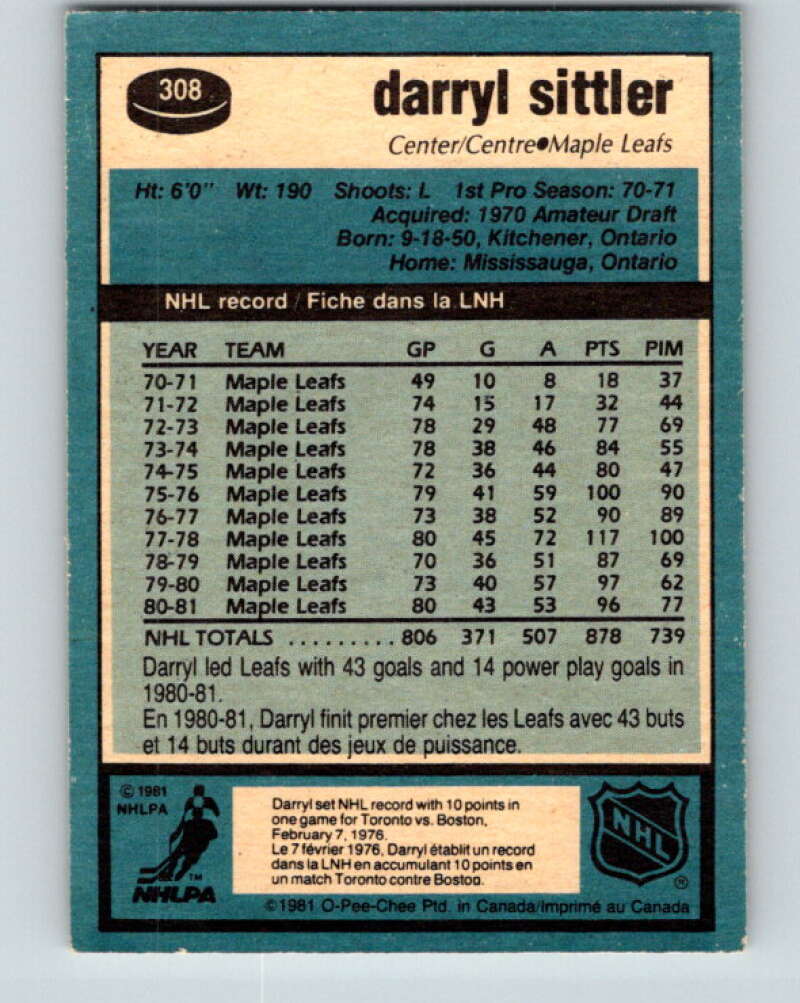 308
darryl sittler
Center/Centre●Maple Leafs
Ht: 6'0" Wt: 190 Shoots: L 1st Pro Season: 70-71
Acquired: 1970 Amateur Draft
Born: 9-18-50, Kitchener, Ontario
Home: Mississauga, Ontario
NHL record / Fiche dans la LNH
YEAR TEAM GP G A PTS PIM
70-71 Maple Leafs 49 10 8 18 37
71-72 Maple Leafs 74 15 17 32 44
72-73 Maple Leafs 78 29 48 77 69
73-74 Maple Leafs 78 38 46 84 55
74-75 Maple Leafs 72 36 44 80 47
75-76 Maple Leafs 79 41 59 100 90
76-77 Maple Leafs 73 38 52 90 89
77-78 Maple Leafs 80 45 72 117 100
78-79 Maple Leafs 70 36 51 87 69
79-80 Maple Leafs 73 40 57 97 62
80-81 Maple Leafs 80 43 53 96 77
NHL TOTALS ......... 806 371 507 878 739
Darryl led Leafs with 43 goals and 14 power play goals in
1980-81.
En 1980-81, Darryl finit premier chez les Leafs avec 43 buts
et 14 buts durant des jeux de puissance.
© 1981
NHLPA
TM
NHLPA
Darryl set NHL record with 10 points in
one game for Toronto vs. Boston,
February 7, 1976.
Le 7 février 1976, Darryl établit un record
dans la LNH en accumulant 10 points en
un match Toronto contre Boston.
NHL
®
©1981 O-Pee-Chee Ptd. in Canada/Imprimé au Canada